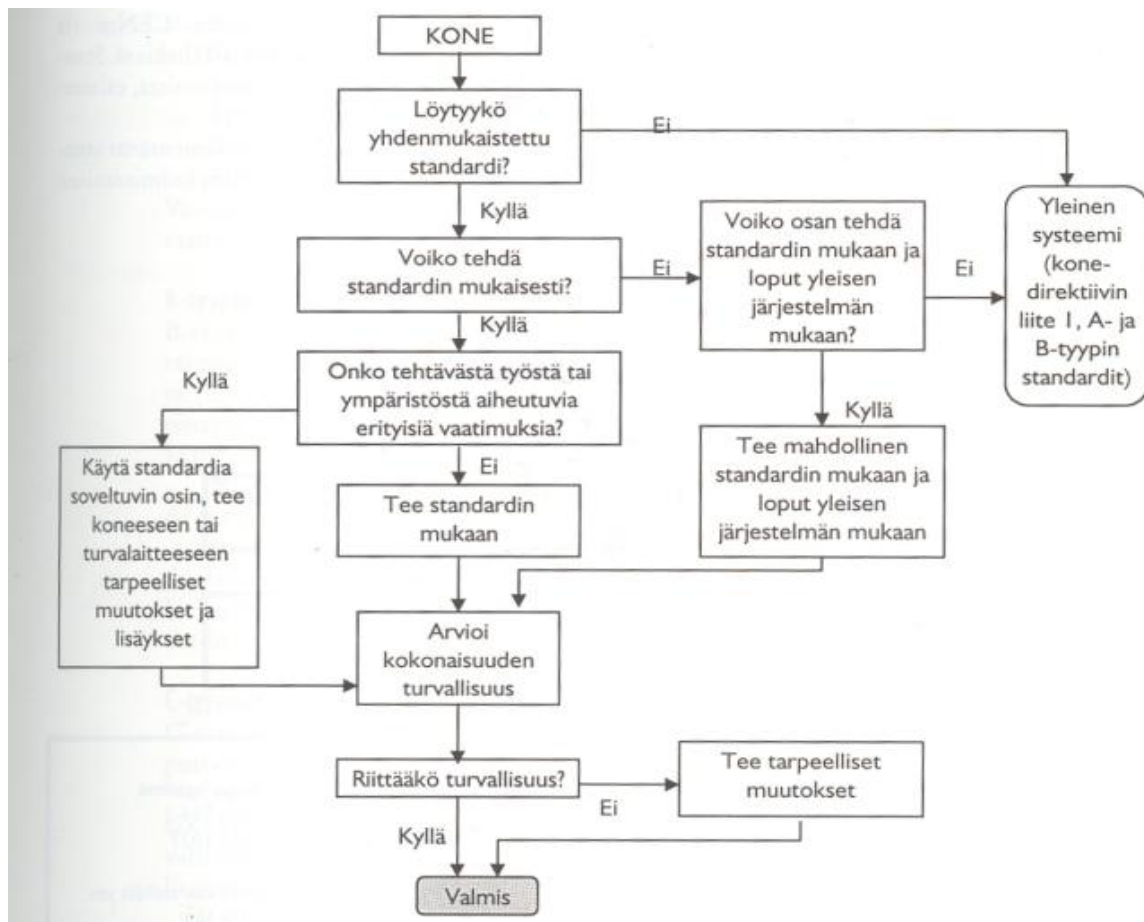 KONE
Löytyykö
yhdenmukaistettu
standardi?
Ei
Kyllä
Voiko tehdä
standardin mukaisesti?
Ei
Voiko osan tehdä
standardin mukaan ja
loput yleisen
järjestelmän
mukaan?
Ei
Yleinen
systeemi
(kone-
direktiivin
liite 1, A- ja
B-tyypin
standardit)
Kyllä
Onko tehtävästä työstä tai
ympäristöstä aiheutuvia
erityisiä vaatimuksia?
Kyllä
Kyllä
Ei
Käytä standardia
soveltuvin osin, tee
koneeseen tai
turvalaitteeseen
tarpeelliset
muutokset ja
lisäykset
Tee standardin
mukaan
Tee mahdollinen
standardin mukaan ja
loput yleisen
järjestelmän mukaan
Arvioi
kokonaisuuden
turvallisuus
Riittääkö turvallisuus?
Ei
Tee tarpeelliset
muutokset
Kyllä
Valmis